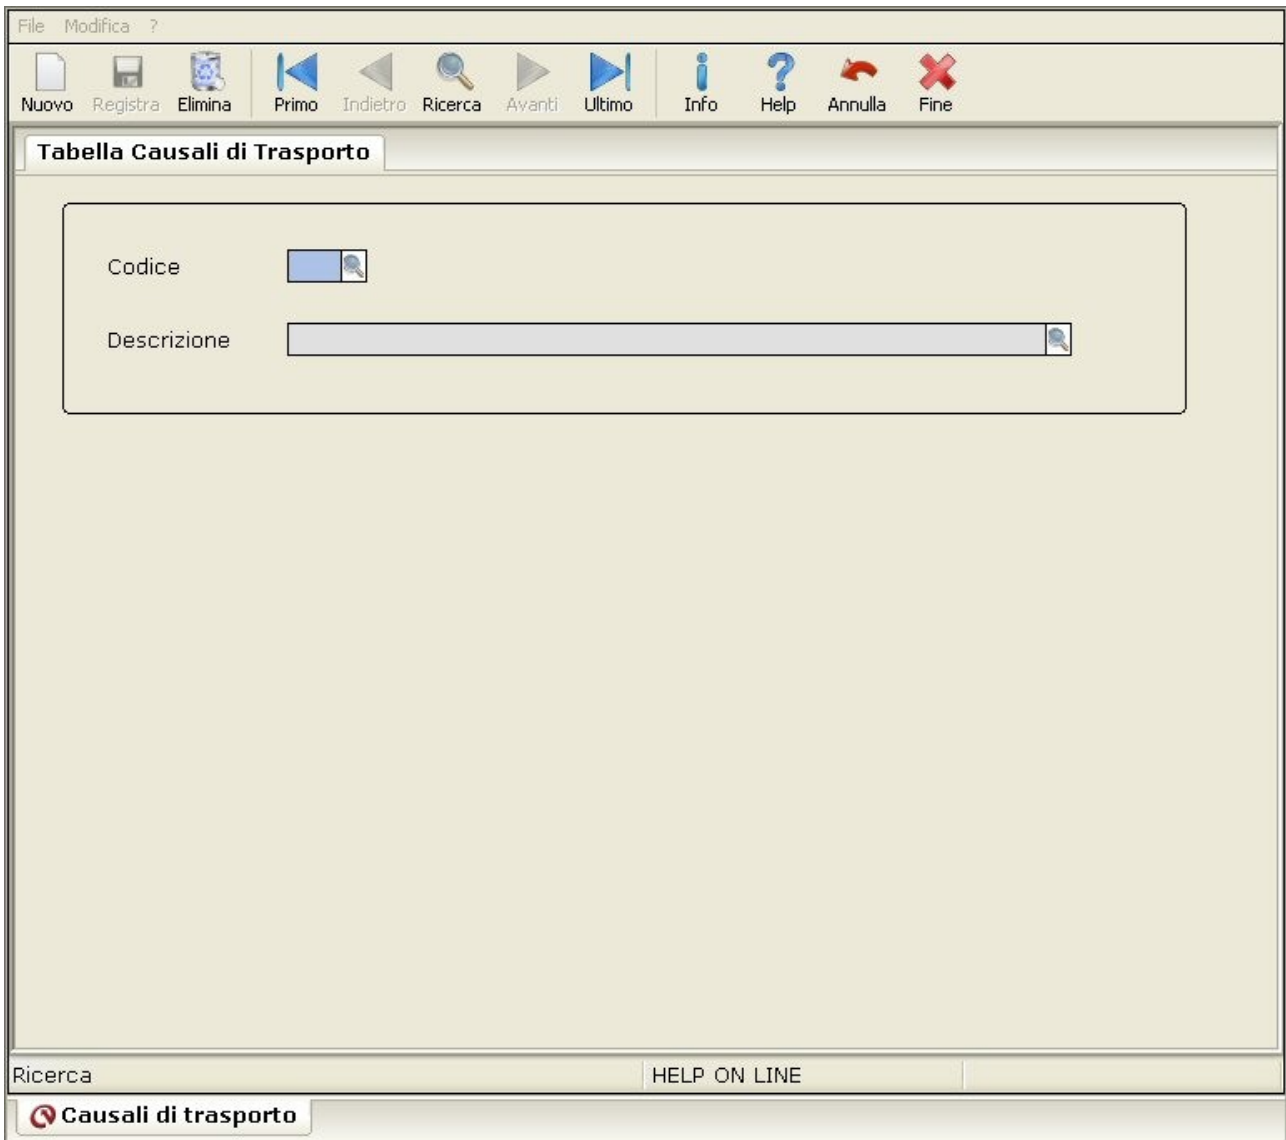 File Modifica ?
Nuovo Registra Elimina Primo Indietro Ricerca Avanti Ultimo Info Help Annulla Fine
Tabella Causali di Trasporto
Codice
Descrizione
Ricerca HELP ON LINE
Causali di trasporto